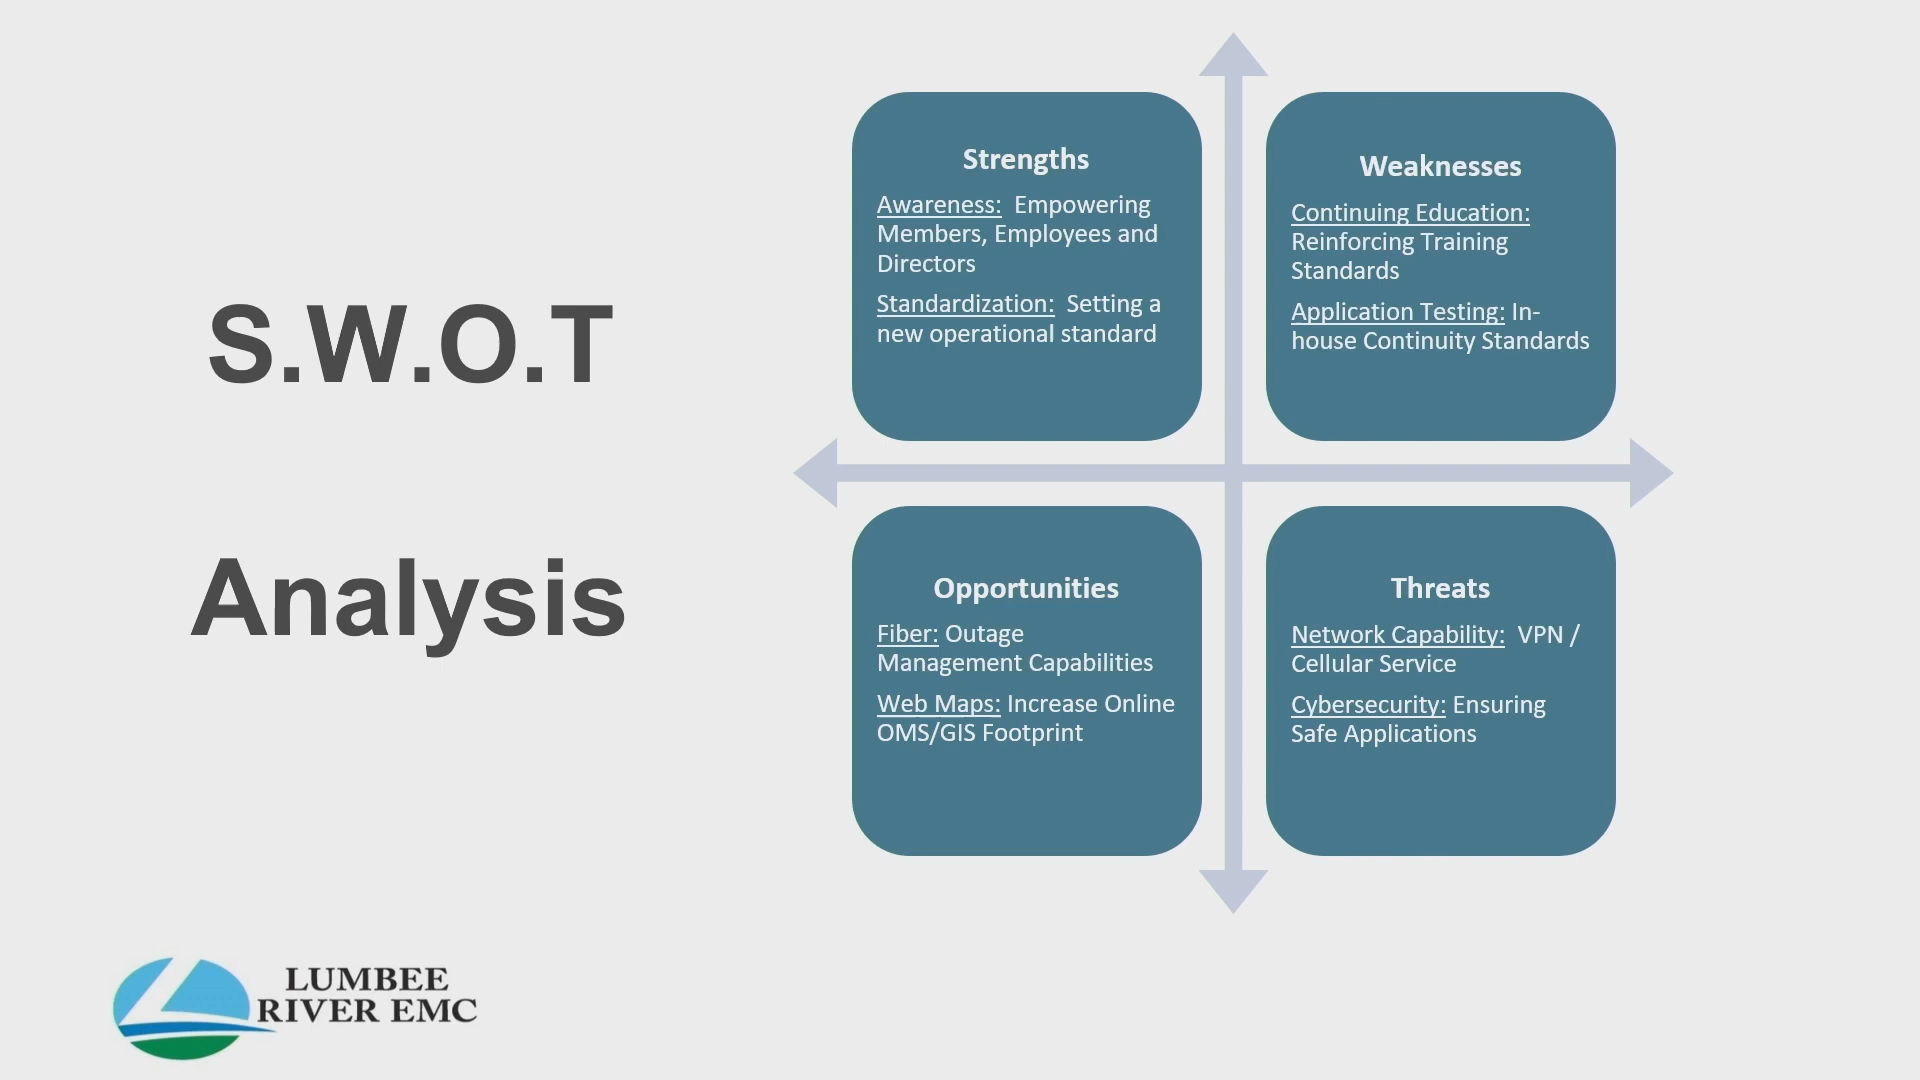 S.W.O.T
Analysis
Strengths
Awareness:  Empowering
Members, Employees and
Directors
Standardization:  Setting a
new operational standard
Weaknesses
Continuing Education:
Reinforcing Training
Standards
Application Testing: In-
house Continuity Standards
Opportunities
Fiber: Outage
Management Capabilities
Web Maps: Increase Online
OMS/GIS Footprint
Threats
Network Capability:  VPN /
Cellular Service
Cybersecurity: Ensuring
Safe Applications
LUMBEE
RIVER EMC